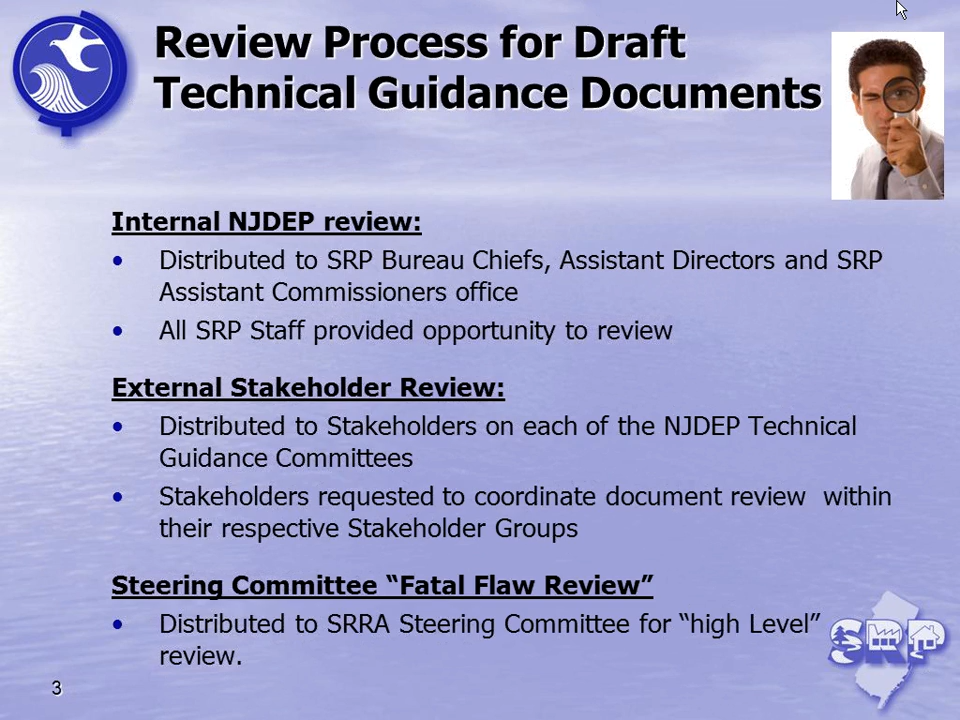 Review Process for Draft
Technical Guidance Documents
Internal NJDEP review:
• Distributed to SRP Bureau Chiefs, Assistant Directors and SRP
Assistant Commissioners office
• All SRP Staff provided opportunity to review
External Stakeholder Review:
• Distributed to Stakeholders on each of the NJDEP Technical
Guidance Committees
• Stakeholders requested to coordinate document review  within
their respective Stakeholder Groups
Steering Committee “Fatal Flaw Review”
• Distributed to SRRA Steering Committee for “high Level”
review.
SRP
3